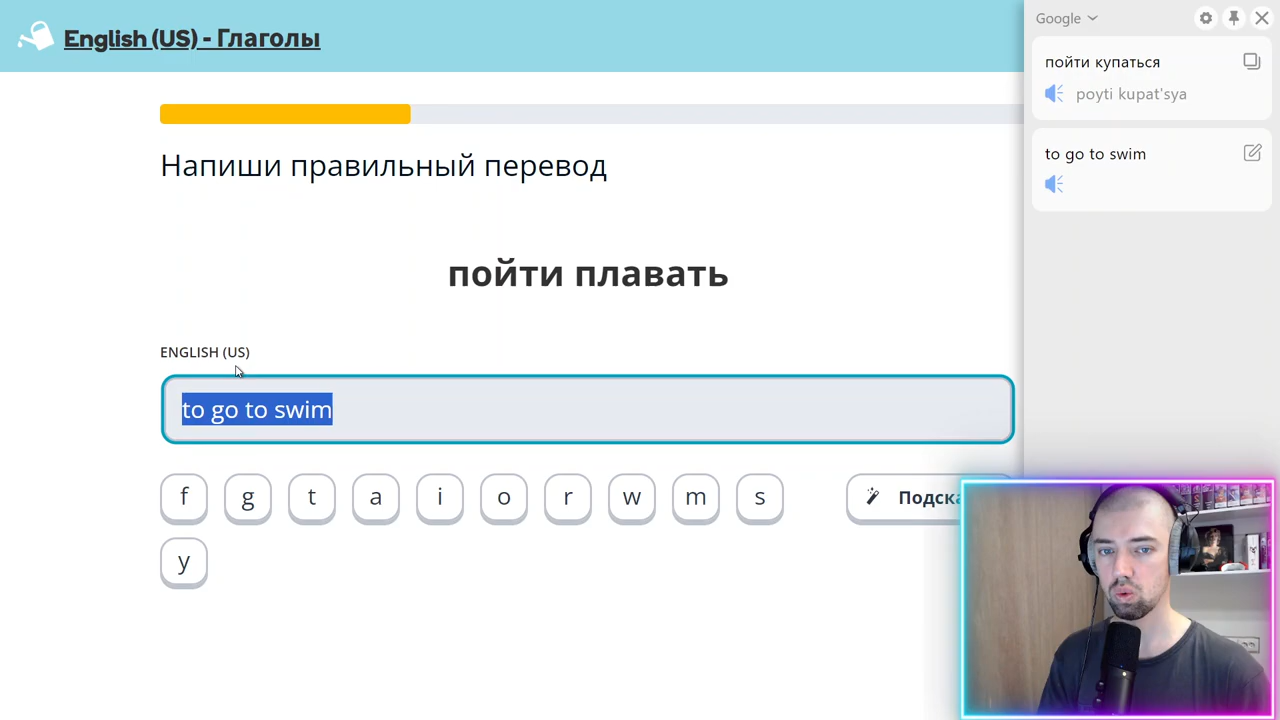 English (US) - Глаголы
Напиши правильный перевод
пойти плавать
ENGLISH (US)
to go to swim
f g t a i o r w m s
Подска
y
Google
пойти купаться
poyti kupat'sya
to go to swim